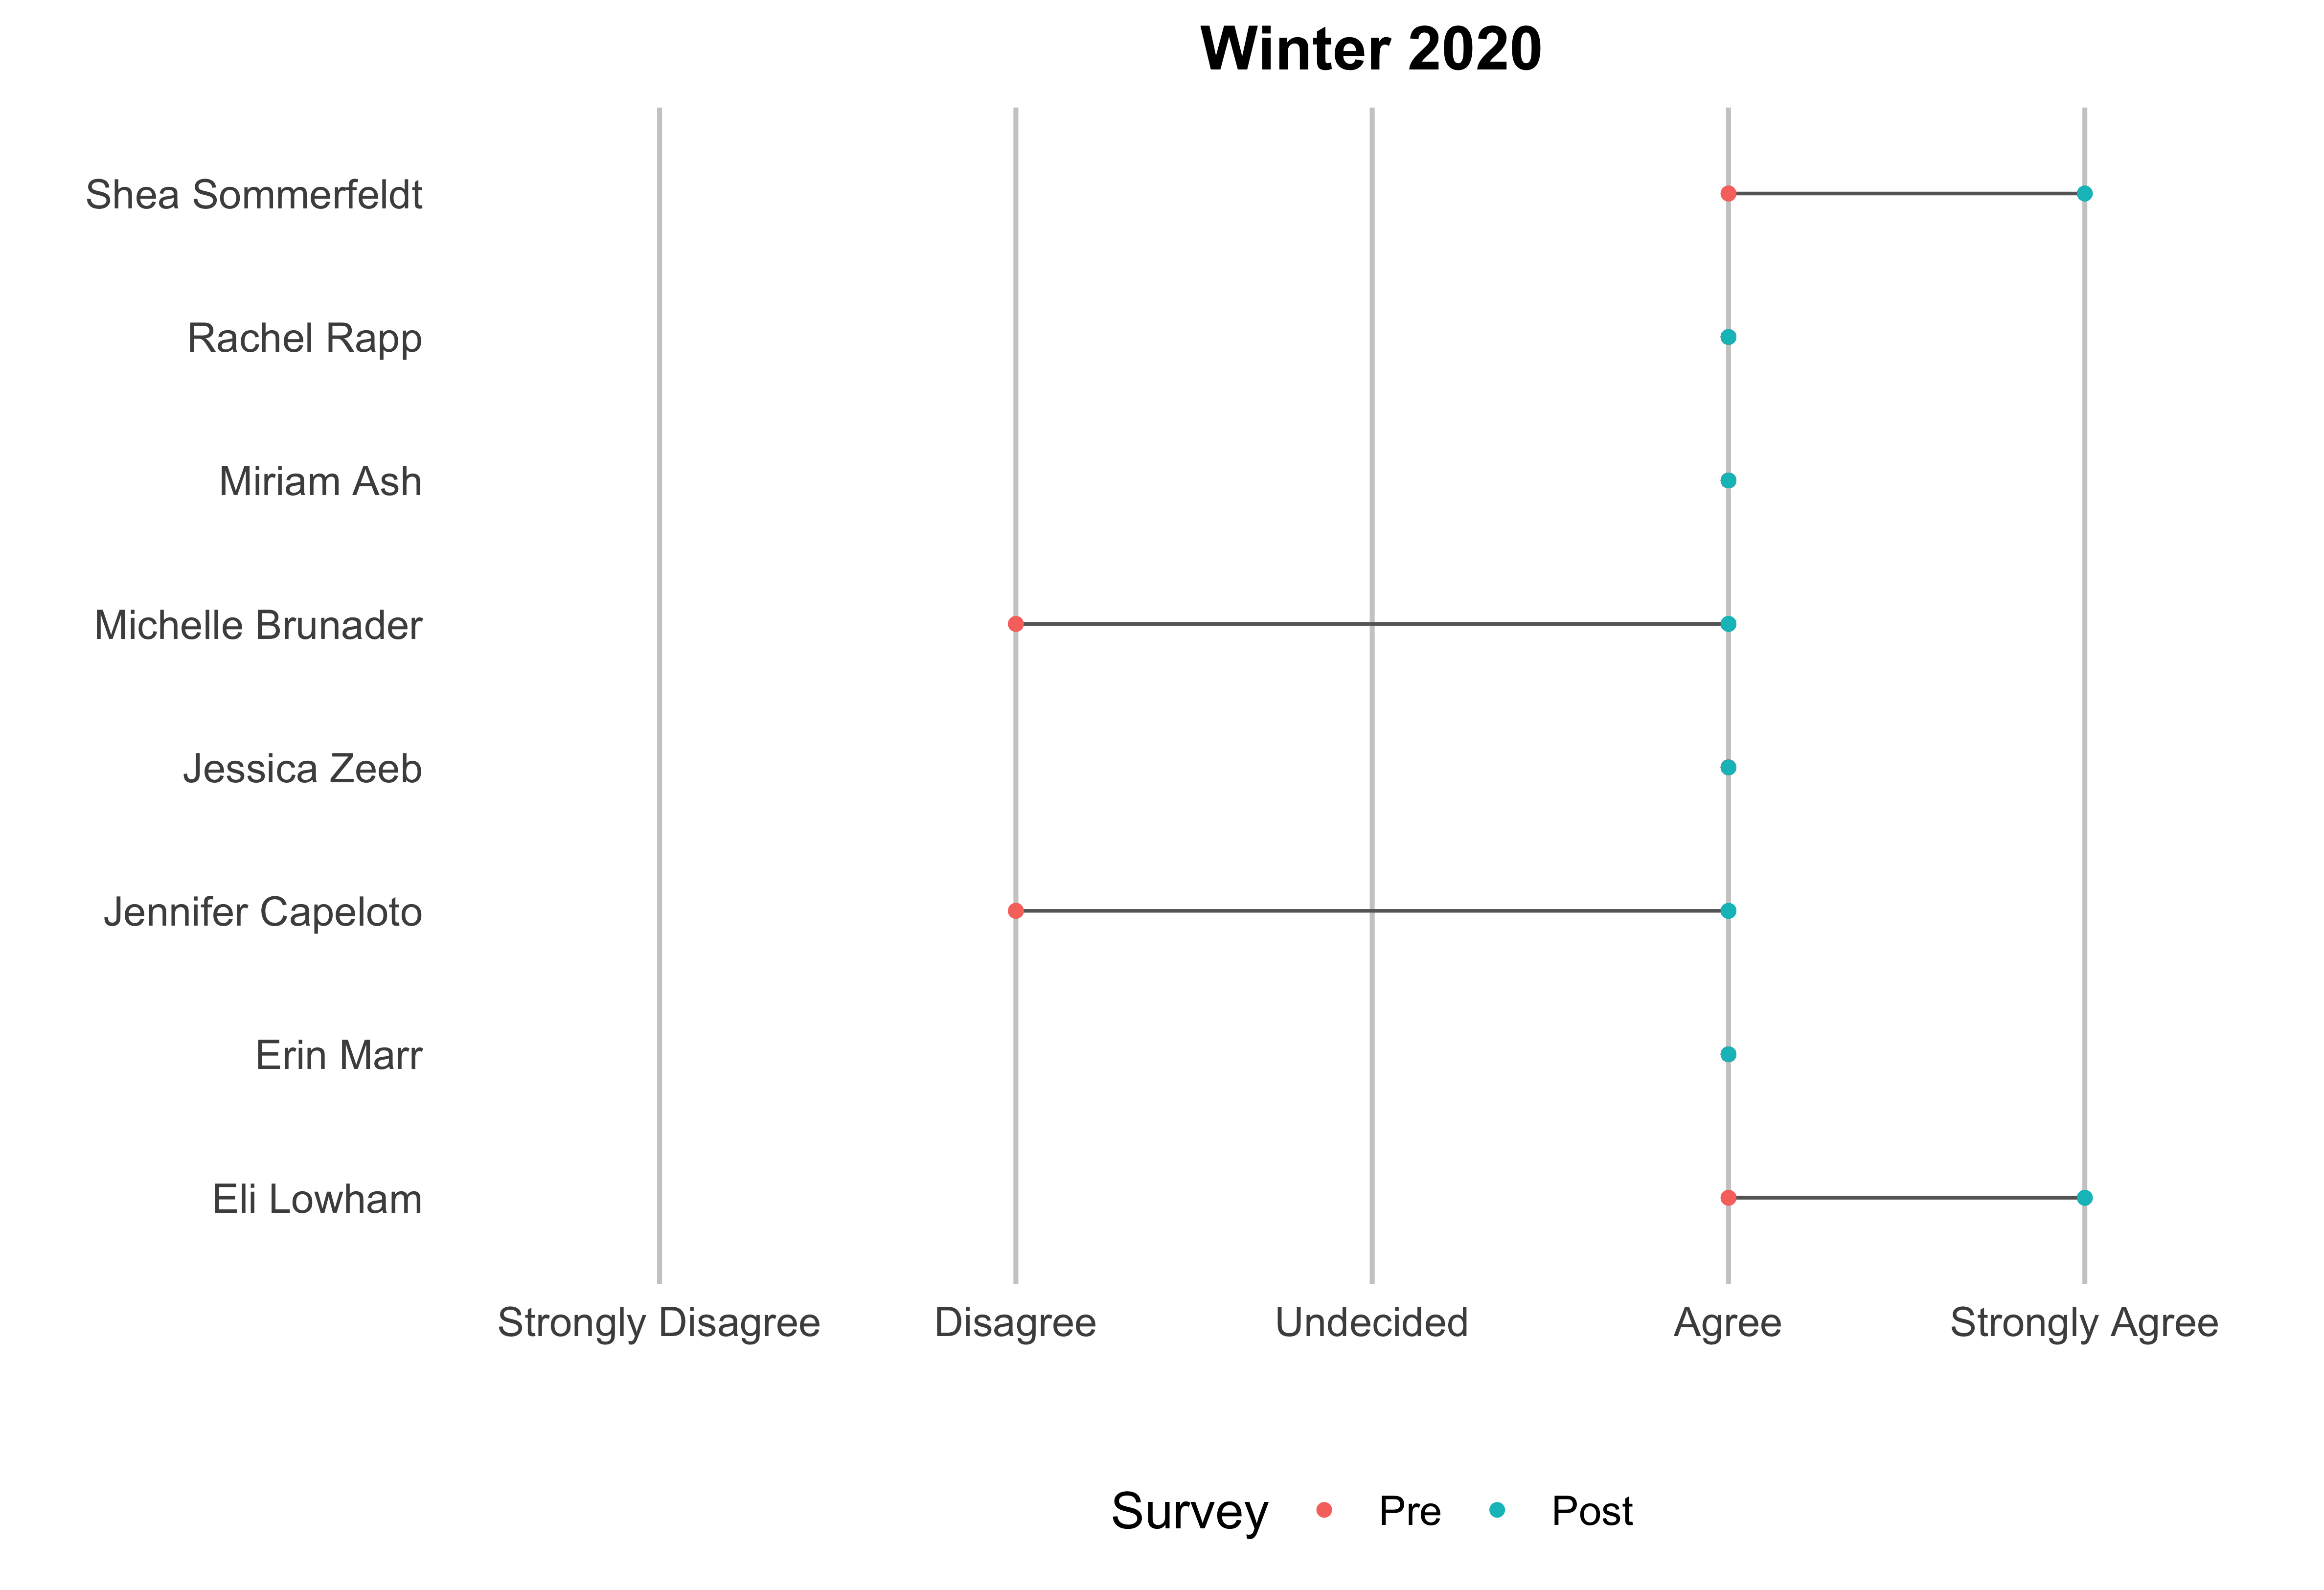 Winter 2020
Shea Sommerfeldt
Rachel Rapp
Miriam Ash
Michelle Brunader
Jessica Zeeb
Jennifer Capeloto
Erin Marr
Eli Lowham
Strongly Disagree Disagree Undecided Agree Strongly Agree
Survey Pre Post